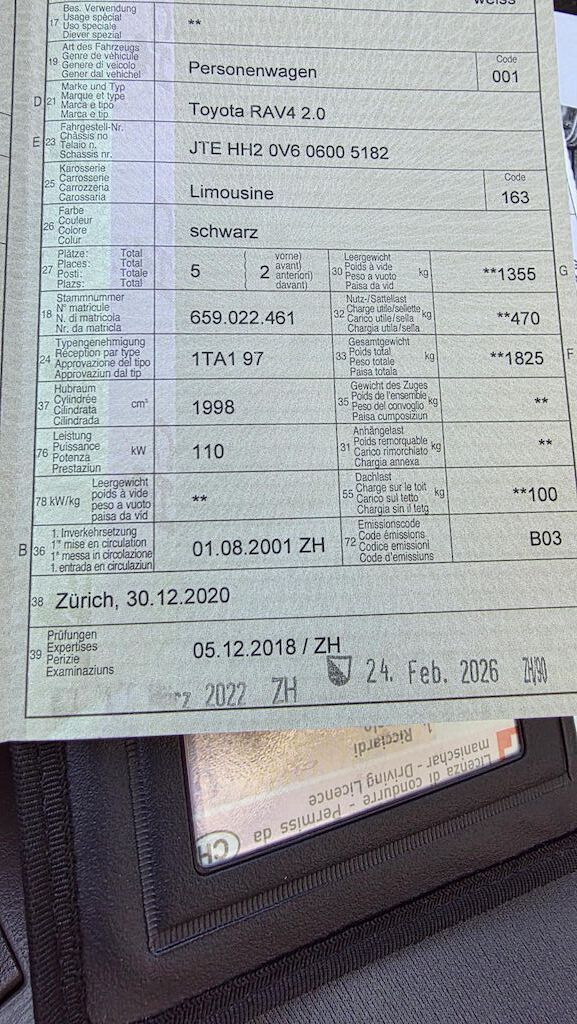 weiss
17 Bes. Verwendung
Usage spécial
Uso speciale
Diever spezial
**
19 Art des Fahrzeugs
Genre de véhicule
Genere di veicolo
Gener dal vehichel
Personenwagen
Code
001
D 21 Marke und Typ
Marque et type
Marca e tipo
Marca e tip
Toyota RAV4 2.0
E 23 Fahrgestell-Nr.
Châssis no
Telaio n.
Schassis nr.
JTE HH2 0V6 0600 5182
25 Karosserie
Carrosserie
Carrozzeria
Carossaria
Limousine
Code
163
26 Farbe
Couleur
Colore
Colur
schwarz
27 Plätze: Total
Places: Total
Posti: Totale
Plazs: Total
5
( 2 vorne)
avant)
anteriori)
( davant)
30 Leergewicht
Poids à vide
Peso a vuoto
Paisa da vid
kg
**1355
G
18 Stammnummer
N° matricule
N. di matricola
Nr. da matricla
659.022.461
32 Nutz-/Sattellast
Charge utile/sellette
Carico utile/sella
Chargia utila/sella
kg
**470
24 Typengenehmigung
Réception par type
Approvazione del tipo
Approvaziun dal tip
1TA1 97
33 Gesamtgewicht
Poids total
Peso totale
Paisa totala
kg
**1825
F
37 Hubraum
Cylindrée
Cilindrata
Cilindrada
cm³
1998
35 Gewicht des Zuges
Poids de l'ensemble
Peso del convoglio
Paisa cumposiziun
kg
**
76 Leistung
Puissance
Potenza
Prestaziun
kW
110
31 Anhängelast
Poids remorquable
Carico rimorchiato
Chargia annexa
kg
**
78 kW/kg Leergewicht
poids à vide
peso a vuoto
paisa da vid
**
55 Dachlast
Charge sur le toit
Carico sul tetto
Chargia sin il tetg
kg
**100
B 36 1. Inverkehrsetzung
1re mise en circulation
1a messa in circolazione
1. entrada en circulaziun
01.08.2001 ZH
72 Emissionscode
Code émissions
Codice emissioni
Code d'emissiuns
B03
38 Zürich, 30.12.2020
39 Prüfungen
Expertises
Perizie
Examinaziuns
05.12.2018 / ZH
2022 ZH
24. Feb. 2026 ZH/90
1. Ricciardi
manischar - Driving Licence
Licenza di condurre - Permiss da
CH